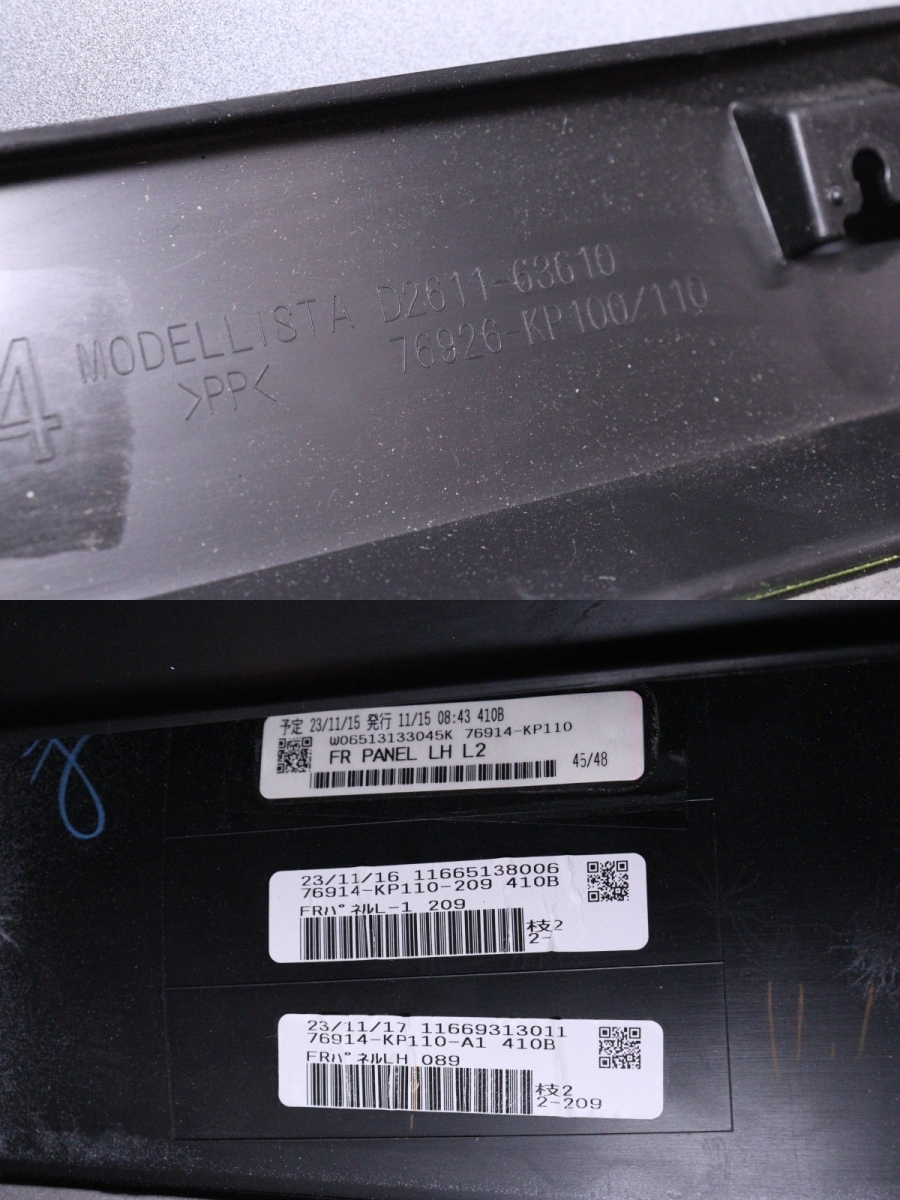 4
MODELLISTA D2611-63610
>PP< 76926-KP100/110
予定 23/11/15 発行 11/15 08:43 410B
W06513133045K 76914-KP110
FR PANEL LH L2
45/48
23/11/16 11665138006
76914-KP110-209 410B
FRパネルL-1 209
枝2
2-
23/11/17 11669313011
76914-KP110-A1 410B
FRパネルLH 089
枝2
2-209